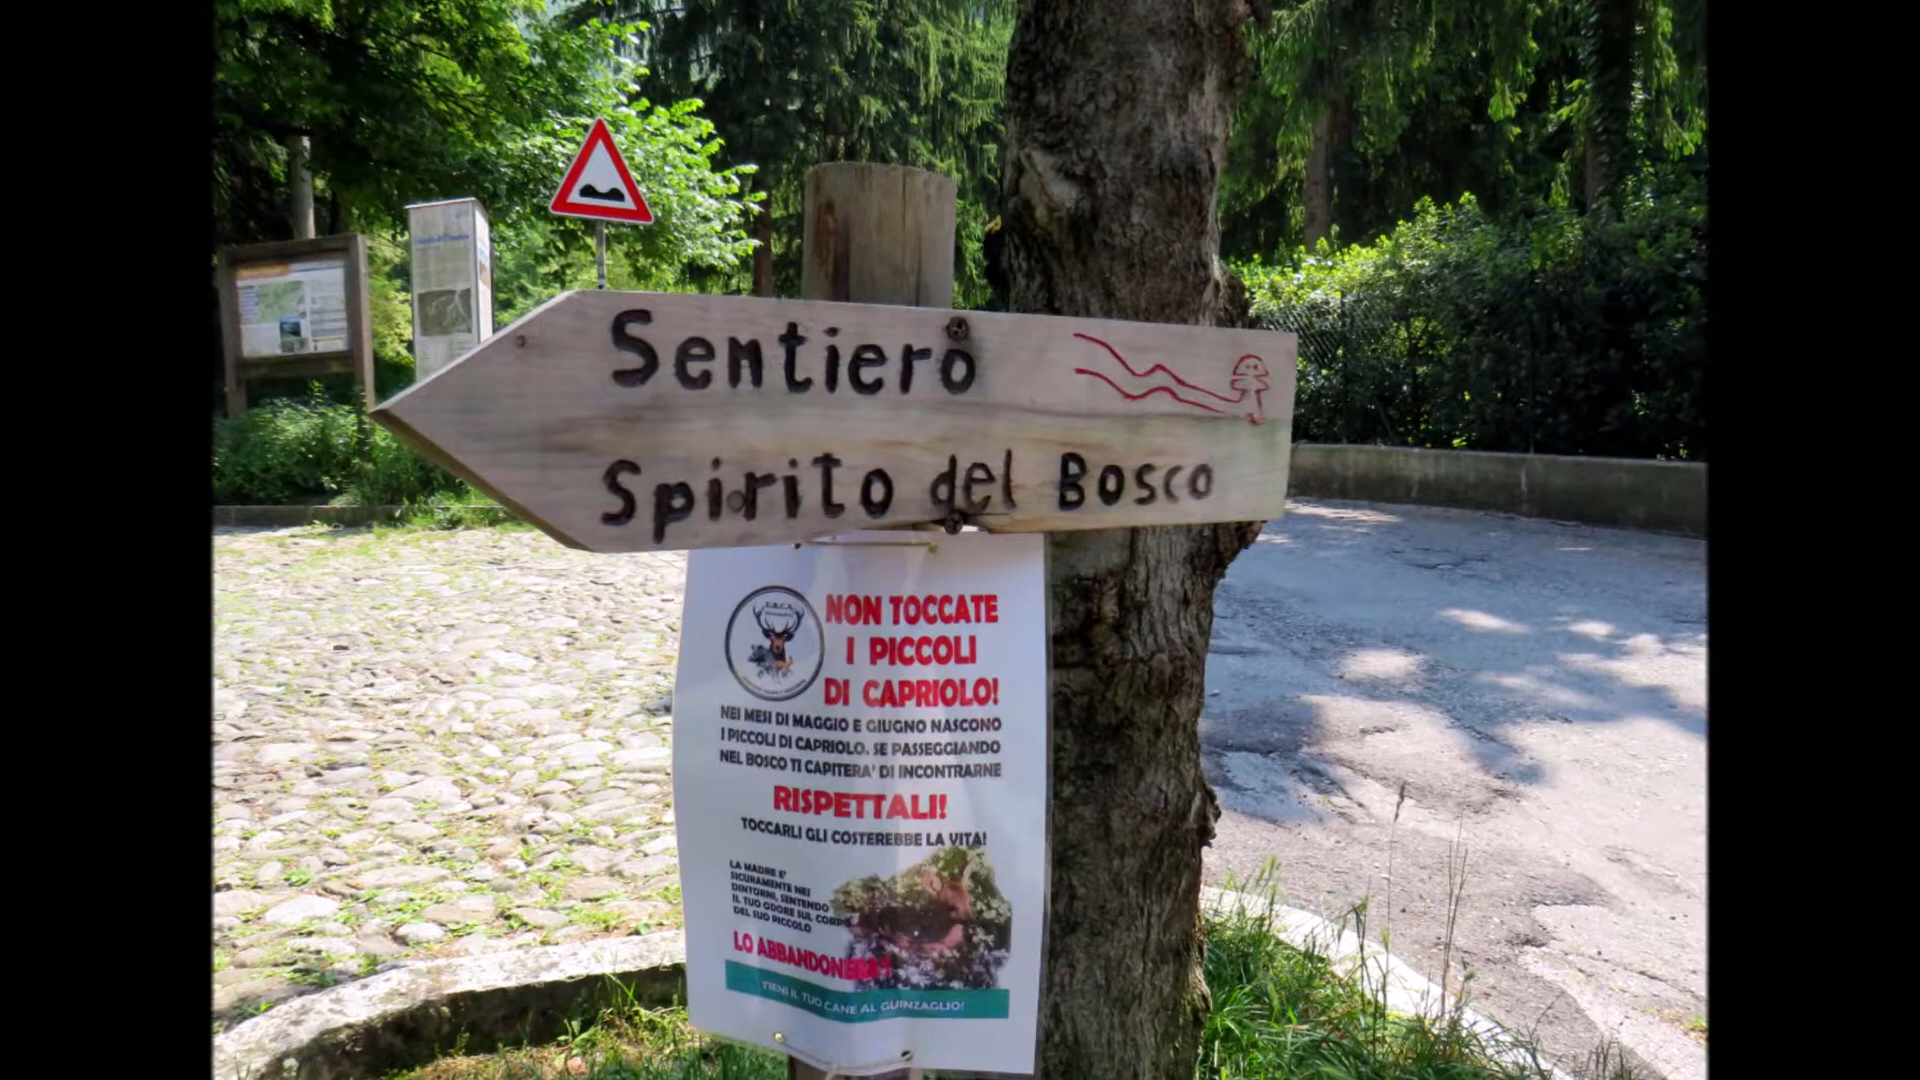 Sentiero
Spirito del Bosco
NON TOCCATE
I PICCOLI
DI CAPRIOLO!
NEI MESI DI MAGGIO E GIUGNO NASCONO
I PICCOLI DI CAPRIOLO. SE PASSEGGIANDO
NEL BOSCO TI CAPITERA' DI INCONTRARNE
RISPETTALI!
TOCCARLI GLI COSTEREBBE LA VITA!
LA MADRE E'
SICURAMENTE NEI
DINTORNI, SENTENDO
IL TUO ODORE SUL CORPO
DEL SUO PICCOLO
LO ABBANDONERA'!
TIENI IL TUO CANE AL GUINZAGLIO!